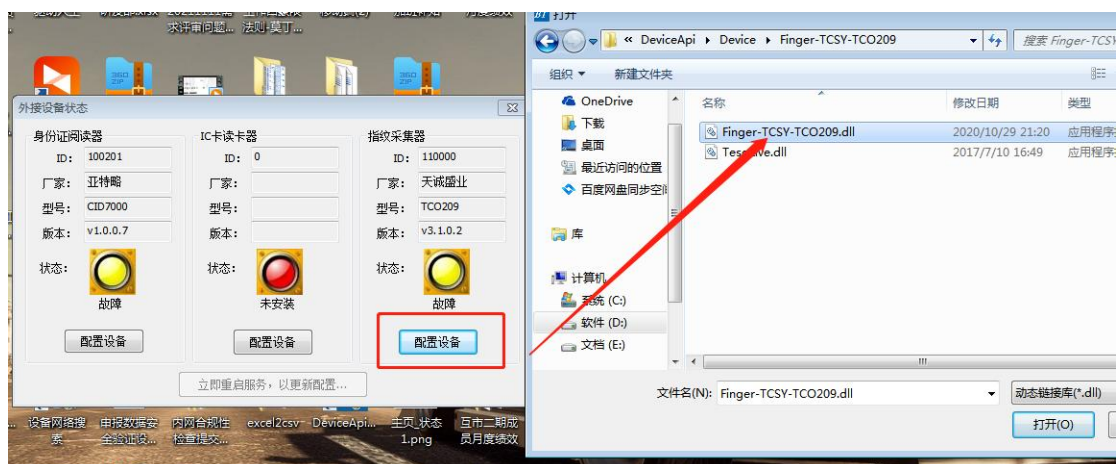 求评审问题...
法则-莫丁...
外接设备状态
身份证阅读器
ID: 100201
厂家: 亚特略
型号: CID7000
版本: v1.0.0.7
状态:
故障
配置设备
IC卡读卡器
ID: 0
厂家:
型号:
版本:
状态:
未安装
配置设备
指纹采集器
ID: 110000
厂家: 天诚盛业
型号: TCO209
版本: v3.1.0.2
状态:
故障
配置设备
立即重启服务，以更新配置...
设备网络搜
素
申报数据安
全验证设...
内网合规性
检查提交...
excel2csv
DeviceApi...
主页_状态
1.png
互市二期成
员月度绩效
打开
« DeviceApi ▸ Device ▸ Finger-TCSY-TCO209
搜索 Finger-TCSY
组织
新建文件夹
OneDrive
下载
桌面
最近访问的位置
百度网盘同步空间
库
计算机
系统 (C:)
软件 (D:)
文档 (E:)
名称
修改日期
类型
Finger-TCSY-TCO209.dll
2020/10/29 21:20
应用程序
2017/7/10 16:49
应用程序
文件名(N): Finger-TCSY-TCO209.dll
动态链接库(*.dll)
打开(O)